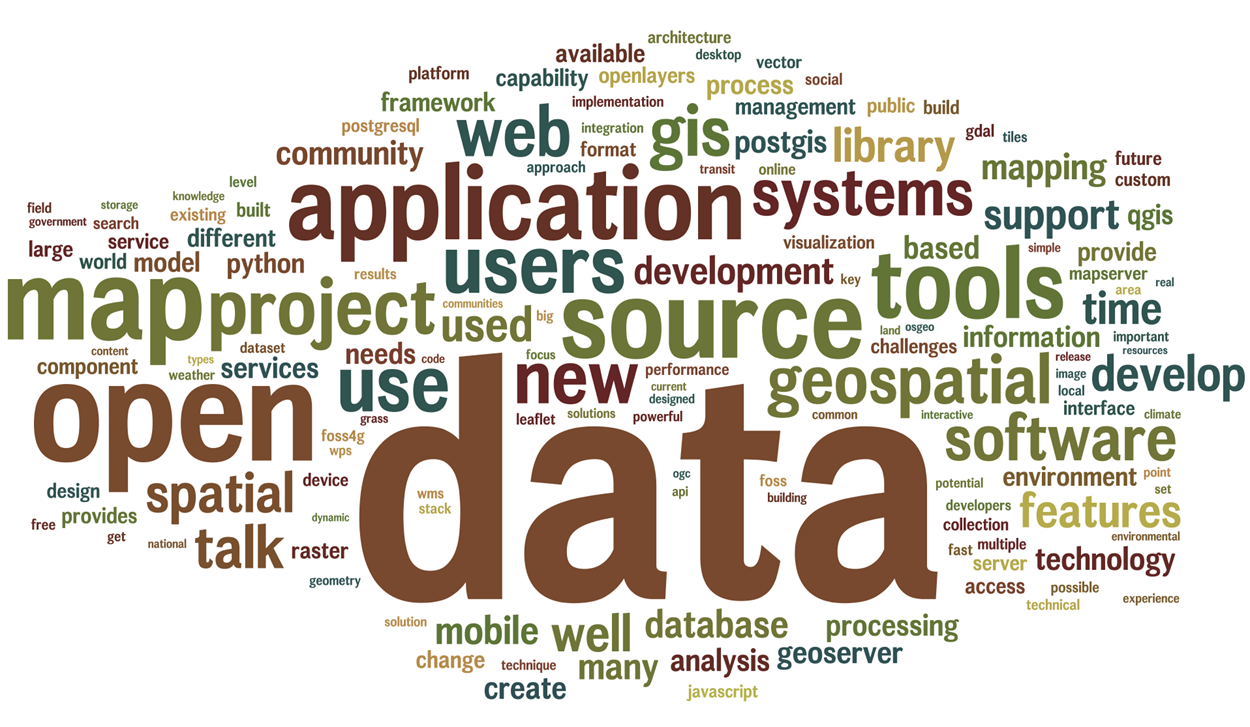 architecture
available
desktop
vector
platform
capability
openlayers
process
social
framework
implementation
management
public
build
postgresql
web
integration
gis
postgis
library
gdal
tiles
community
format
approach
transit
online
mapping
future
custom
level
knowledge
application
systems
support
qgis
field
storage
government
search
existing
built
large
service
different
users
visualization
based
simple
provide
world
model
python
results
development
key
tools
mapserver
real
area
map
project
communities
used
big
source
time
land
osgeo
information
important
challenges
resources
content
dataset
types
needs
code
focus
release
component
weather
services
use
new
performance
geospatial
image
develop
current
designed
local
open
grass
leaflet
solutions
powerful
common
interactive
interface
climate
foss4g
wps
data
software
spatial
device
wms
stack
ogc
api
foss
building
environment
point
potential
set
design
provides
free
get
dynamic
developers
features
collection
national
talk
raster
environmental
fast
multiple
server
technology
geometry
access
possible
technical
experience
solution
mobile
well
database
processing
change
technique
many
analysis
geoserver
create
javascript